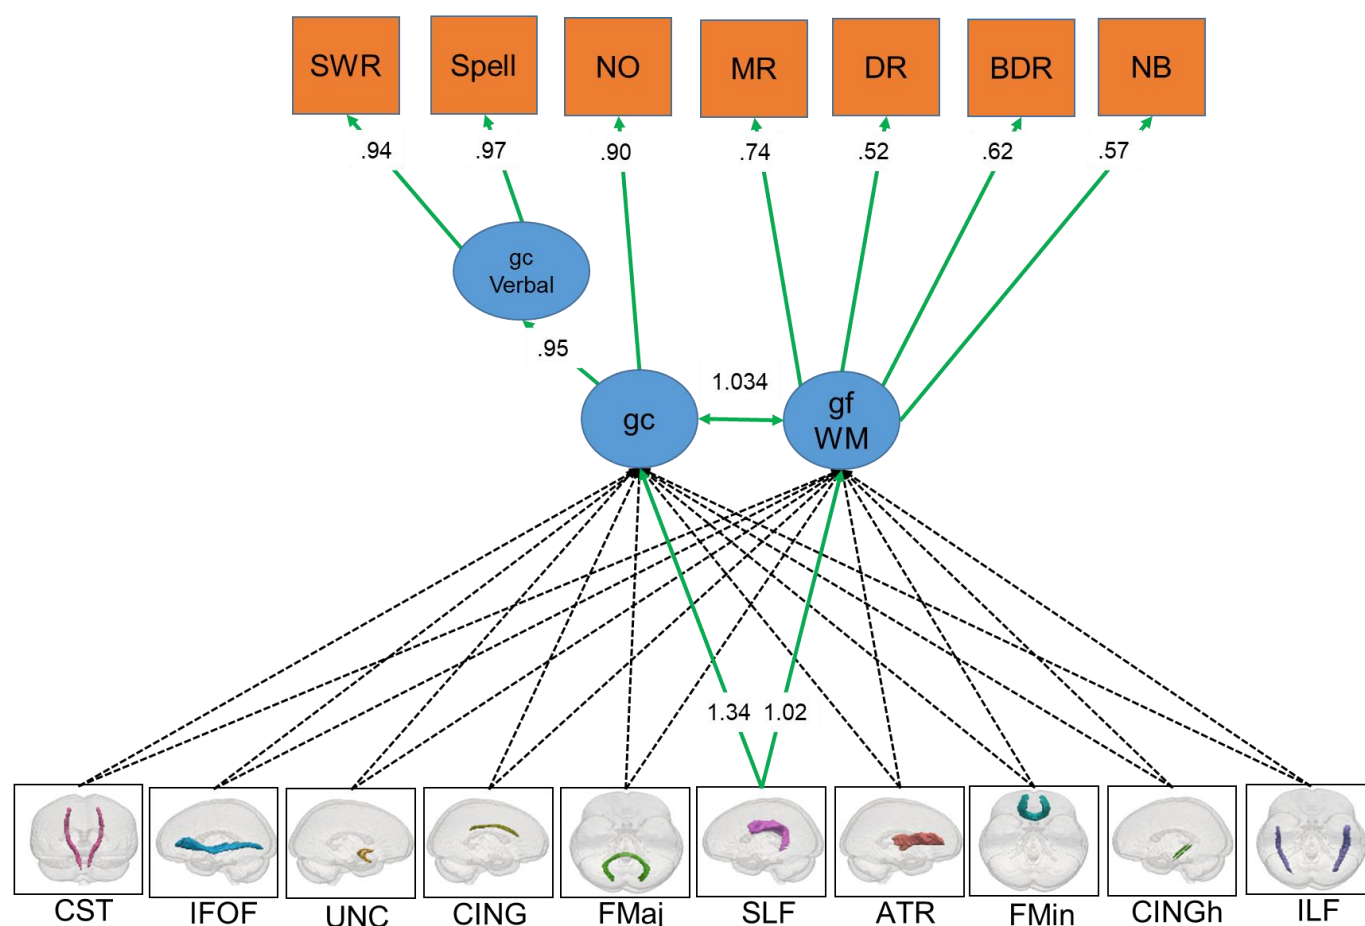 SWR
Spell
NO
MR
DR
BDR
NB
.94
.97
.90
.74
.52
.62
.57
gc
Verbal
.95
1.034
gc
gf
WM
1.34
1.02
CST
IFOF
UNC
CING
FMaj
SLF
ATR
FMin
CINGh
ILF